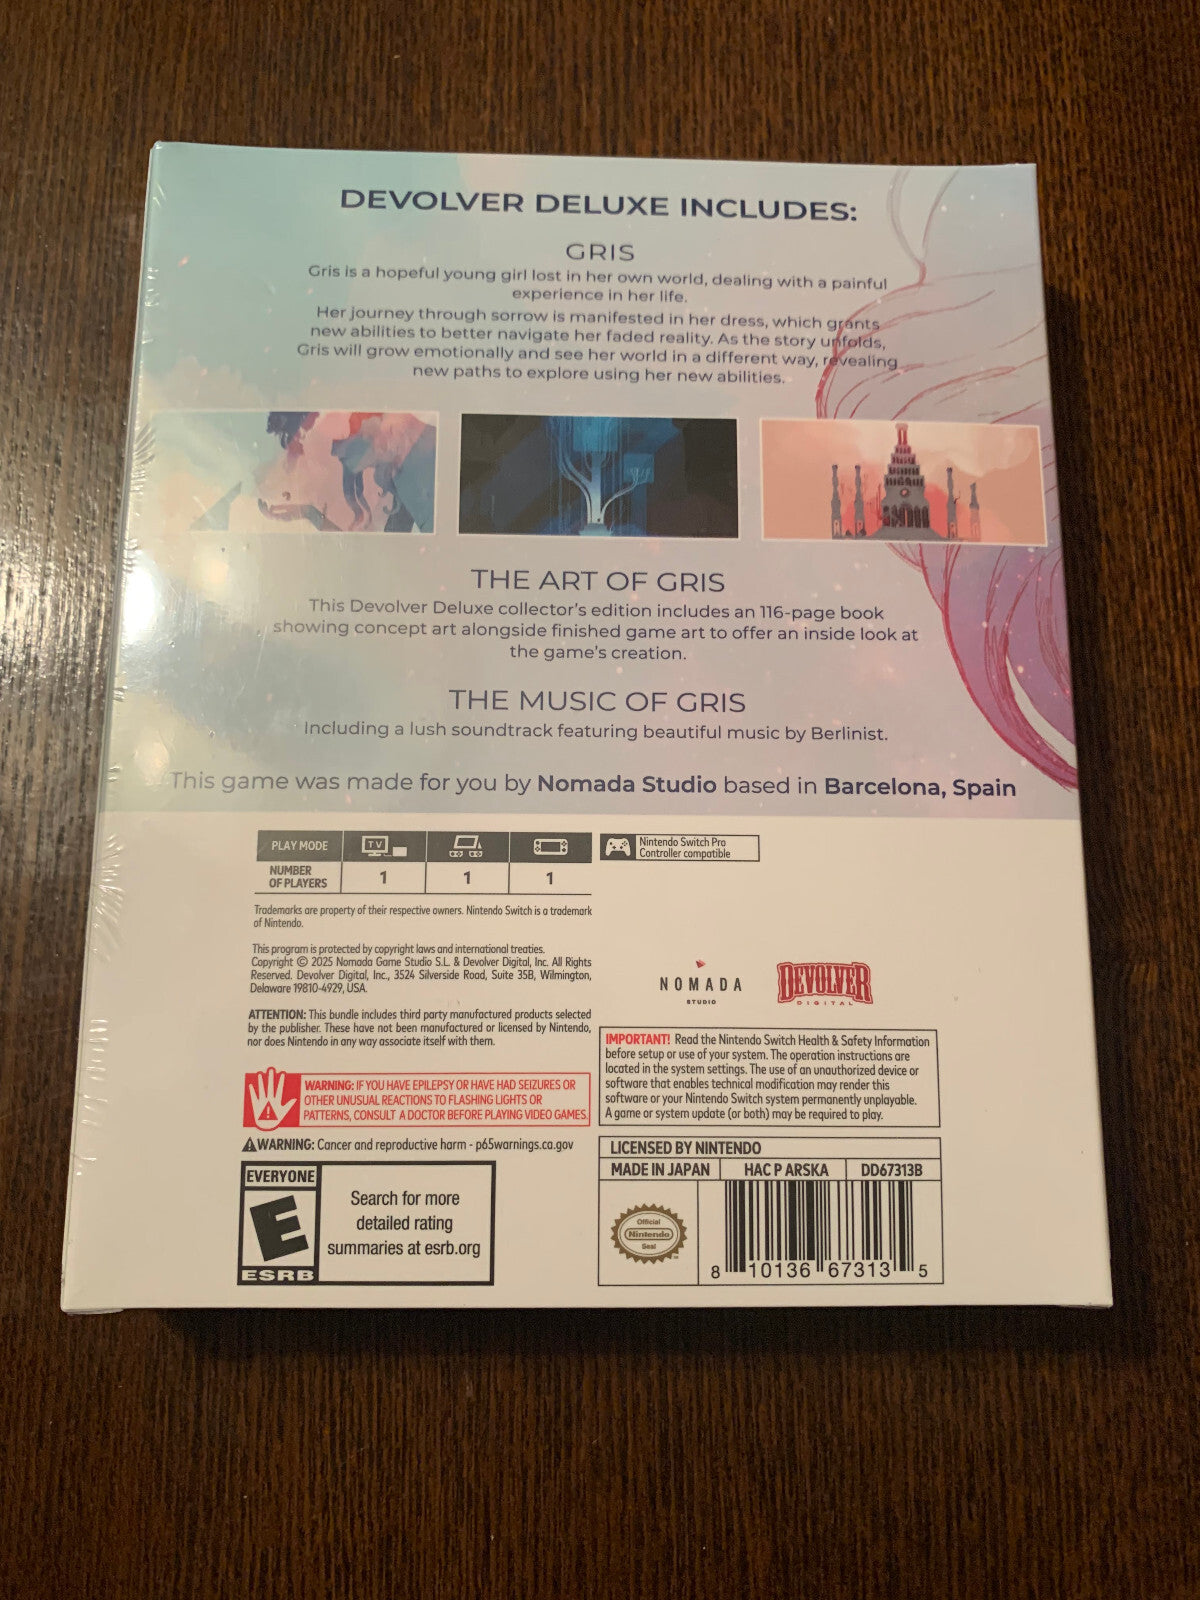 DEVOLVER DELUXE INCLUDES:
GRIS
Gris is a hopeful young girl lost in her own world, dealing with a painful
experience in her life.
Her journey through sorrow is manifested in her dress, which grants
new abilities to better navigate her faded reality. As the story unfolds,
Gris will grow emotionally and see her world in a different way, revealing
new paths to explore using her new abilities.
THE ART OF GRIS
This Devolver Deluxe collector's edition includes an 116-page book
showing concept art alongside finished game art to offer an inside look at
the game's creation.
THE MUSIC OF GRIS
Including a lush soundtrack featuring beautiful music by Berlinist.
This game was made for you by Nomada Studio based in Barcelona, Spain
PLAY MODE
TV
NUMBER
OF PLAYERS
1
1
1
Nintendo Switch Pro
Controller compatible
Trademarks are property of their respective owners. Nintendo Switch is a trademark
of Nintendo.
This program is protected by copyright laws and international treaties.
Copyright © 2025 Nomada Game Studio S.L. & Devolver Digital, Inc. All Rights
Reserved. Devolver Digital, Inc., 3524 Silverside Road, Suite 35B, Wilmington,
Delaware 19810-4929, USA.
ATTENTION: This bundle includes third party manufactured products selected
by the publisher. These have not been manufactured or licensed by Nintendo,
nor does Nintendo in any way associate itself with them.
WARNING: IF YOU HAVE EPILEPSY OR HAVE HAD SEIZURES OR
OTHER UNUSUAL REACTIONS TO FLASHING LIGHTS OR
PATTERNS, CONSULT A DOCTOR BEFORE PLAYING VIDEO GAMES.
WARNING: Cancer and reproductive harm - p65warnings.ca.gov
EVERYONE
E
ESRB
Search for more
detailed rating
summaries at esrb.org
NOMADA
STUDIO
DEVOLVER
DIGITAL
IMPORTANT! Read the Nintendo Switch Health & Safety Information
before setup or use of your system. The operation instructions are
located in the system settings. The use of an unauthorized device or
software that enables technical modification may render this
software or your Nintendo Switch system permanently unplayable.
A game or system update (or both) may be required to play.
LICENSED BY NINTENDO
MADE IN JAPAN
HAC P ARSKA
DD67313B
Official
Nintendo
Seal
8 10136 67313 5